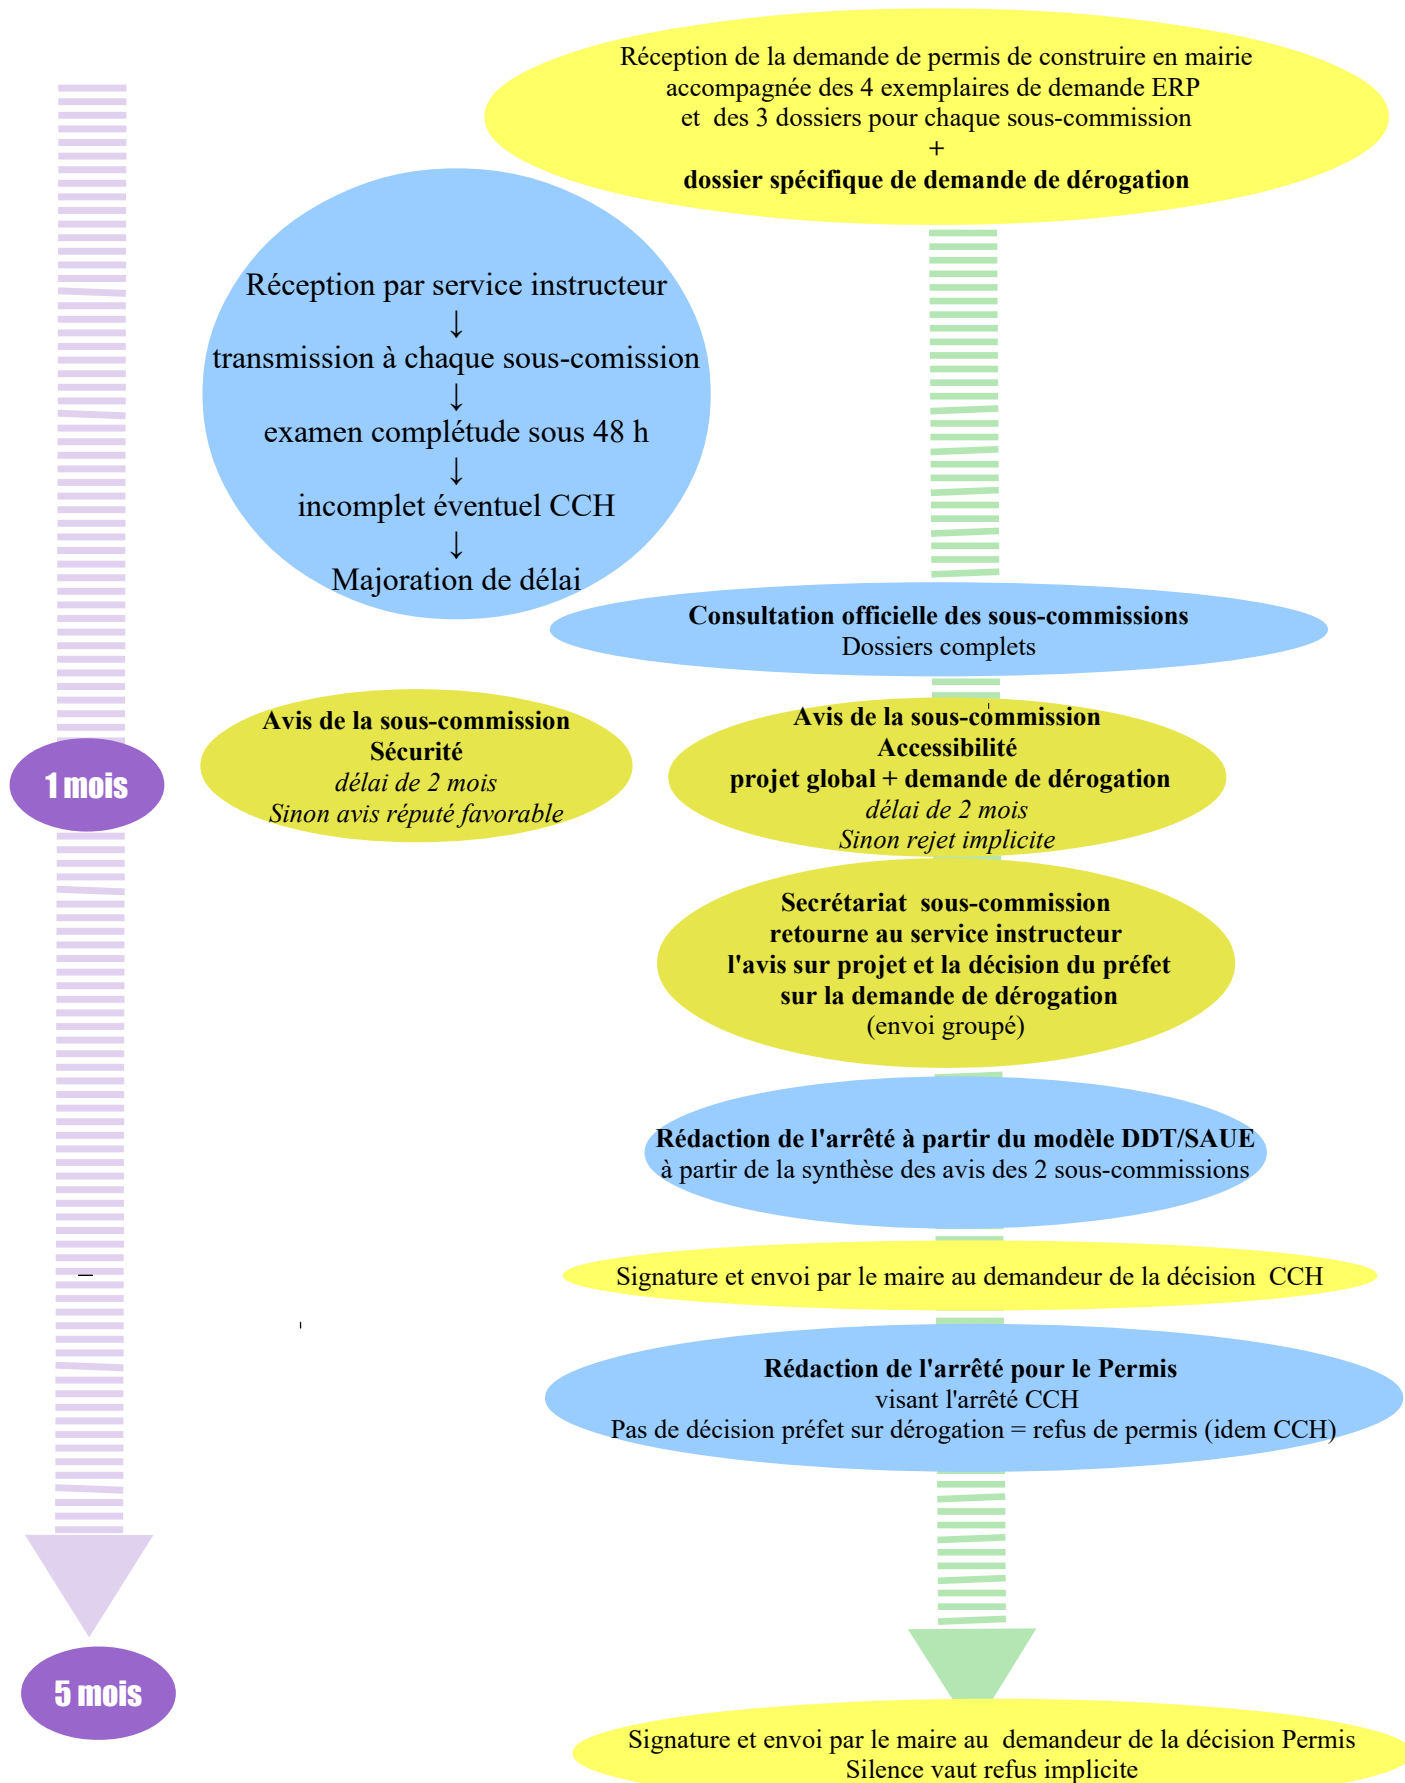 Réception de la demande de permis de construire en mairie
accompagnée des 4 exemplaires de demande ERP
et des 3 dossiers pour chaque sous-commission
+
dossier spécifique de demande de dérogation
Réception par service instructeur
↓
transmission à chaque sous-comission
↓
examen complétude sous 48 h
↓
incomplet éventuel CCH
↓
Majoration de délai
Consultation officielle des sous-commissions
Dossiers complets
1 mois
Avis de la sous-commission
Sécurité
délai de 2 mois
Sinon avis réputé favorable
Avis de la sous-commission
Accessibilité
projet global + demande de dérogation
délai de 2 mois
Sinon rejet implicite
Secrétariat sous-commission
retourne au service instructeur
l'avis sur projet et la décision du préfet
sur la demande de dérogation
(envoi groupé)
Rédaction de l'arrêté à partir du modèle DDT/SAUE
à partir de la synthèse des avis des 2 sous-commissions
Signature et envoi par le maire au demandeur de la décision CCH
Rédaction de l'arrêté pour le Permis
visant l'arrêté CCH
Pas de décision préfet sur dérogation = refus de permis (idem CCH)
5 mois
Signature et envoi par le maire au demandeur de la décision Permis
Silence vaut refus implicite